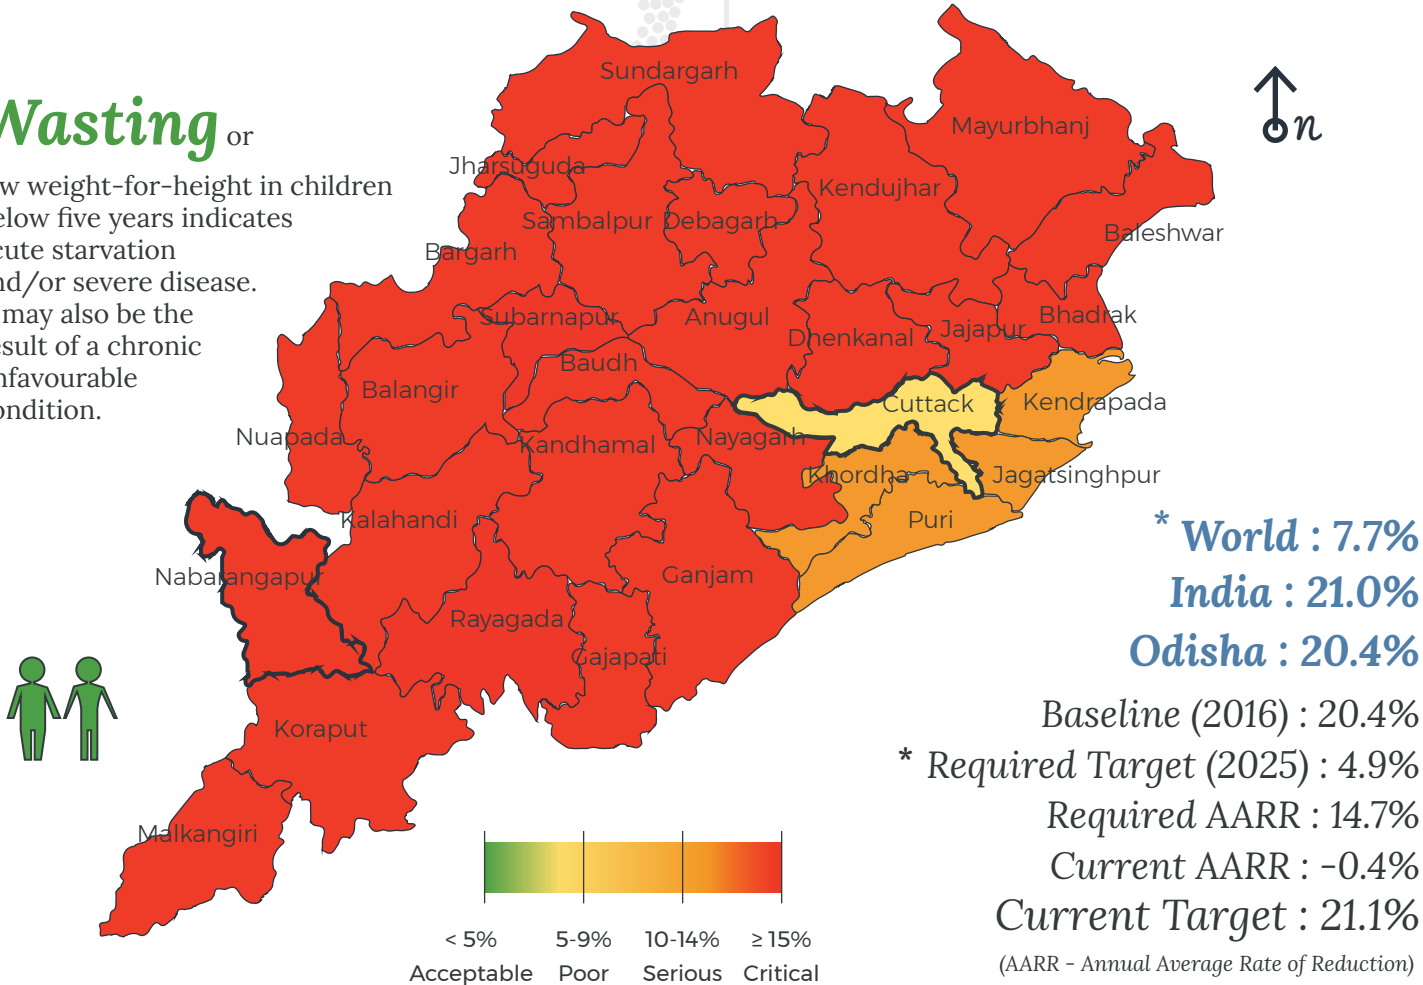 Wasting or
w weight-for-height in children
elow five years indicates
cute starvation
nd/or severe disease.
may also be the
esult of a chronic
nfavourable
ondition.
n
Sundargarh
Mayurbhanj
Jharsuguda
Kendujhar
Sambalpur
Debagarh
Baleshwar
Bargarh
Subarnapur
Anugul
Dhenkanal
Jajapur
Bhadrak
Baudh
Balangir
Cuttack
Kendrapada
Nuapada
Kandhamal
Nayagarh
Khordha
Jagatsinghpur
Kalahandi
Puri
Nabarangapur
Ganjam
Rayagada
Gajapati
Koraput
Malkangiri
* World : 7.7%
India : 21.0%
Odisha : 20.4%
Baseline (2016) : 20.4%
* Required Target (2025) : 4.9%
Required AARR : 14.7%
Current AARR : -0.4%
Current Target : 21.1%
(AARR - Annual Average Rate of Reduction)
< 5% 5-9% 10-14% ≥ 15%
Acceptable Poor Serious Critical